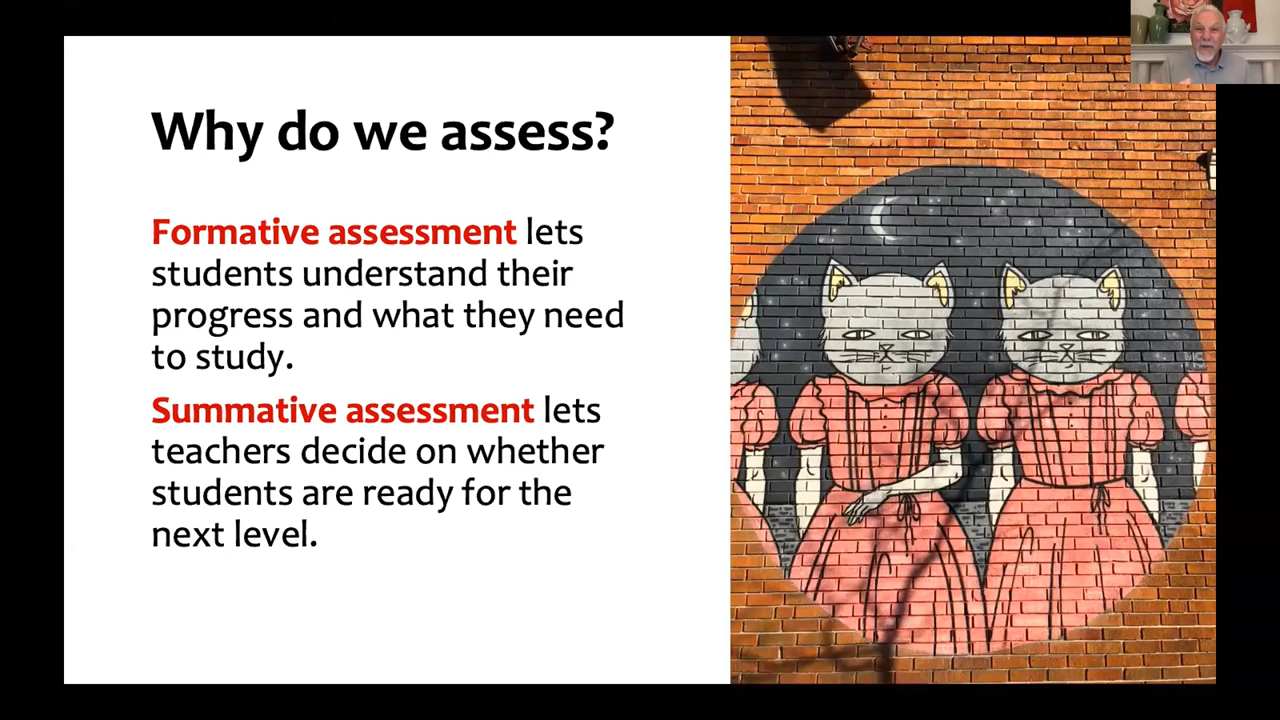 Why do we assess?
Formative assessment lets
students understand their
progress and what they need
to study.
Summative assessment lets
teachers decide on whether
students are ready for the
next level.